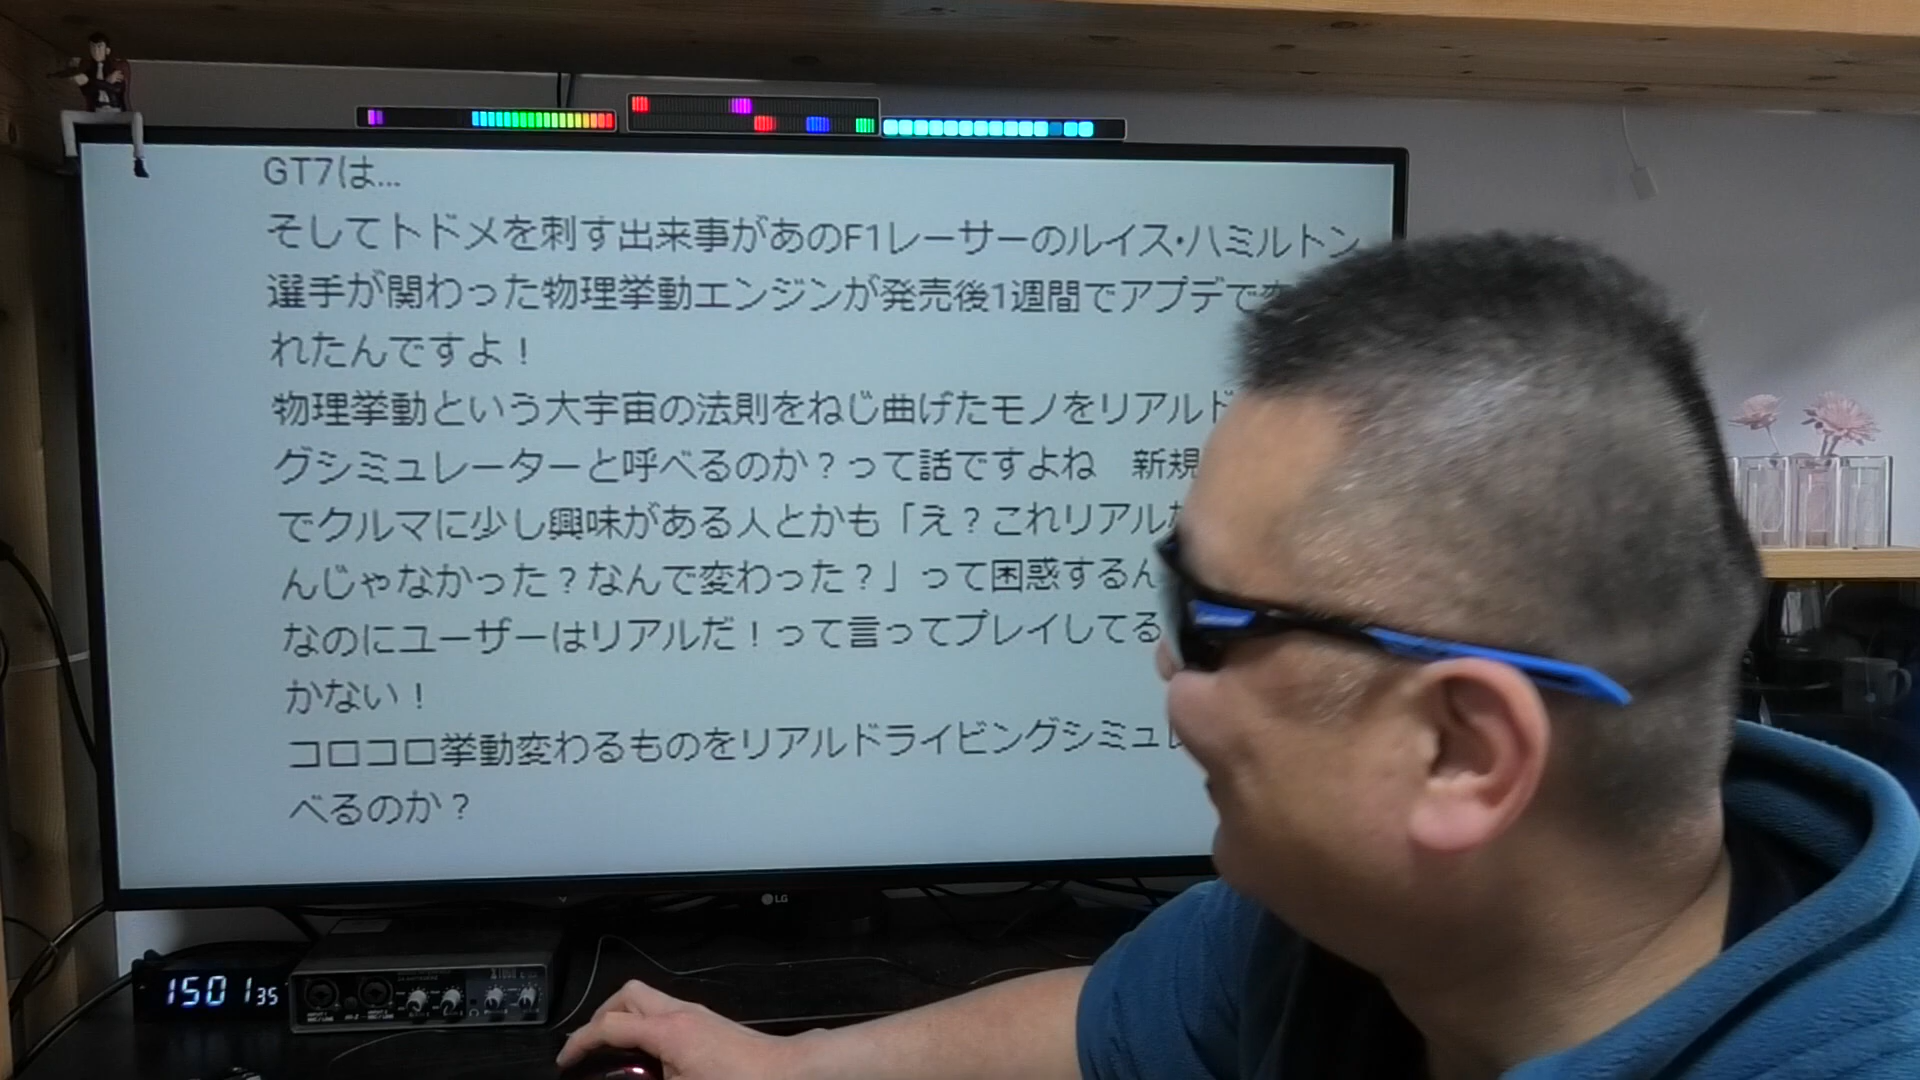 GT7は...
そしてトドメを刺す出来事があのF1レーサーのルイス・ハミルトン
選手が関わった物理挙動エンジンが発売後1週間でアプデで変
れたんですよ！
物理挙動という大宇宙の法則をねじ曲げたモノをリアルド
グシミュレーターと呼べるのか？って話ですよね　新規
でクルマに少し興味がある人とかも「え？これリアルな
んじゃなかった？なんで変わった？」って困惑するん
なのにユーザーはリアルだ！って言ってプレイしてる
かない！
コロコロ挙動変わるものをリアルドライビングシミュレ
べるのか？
LG
1501 35